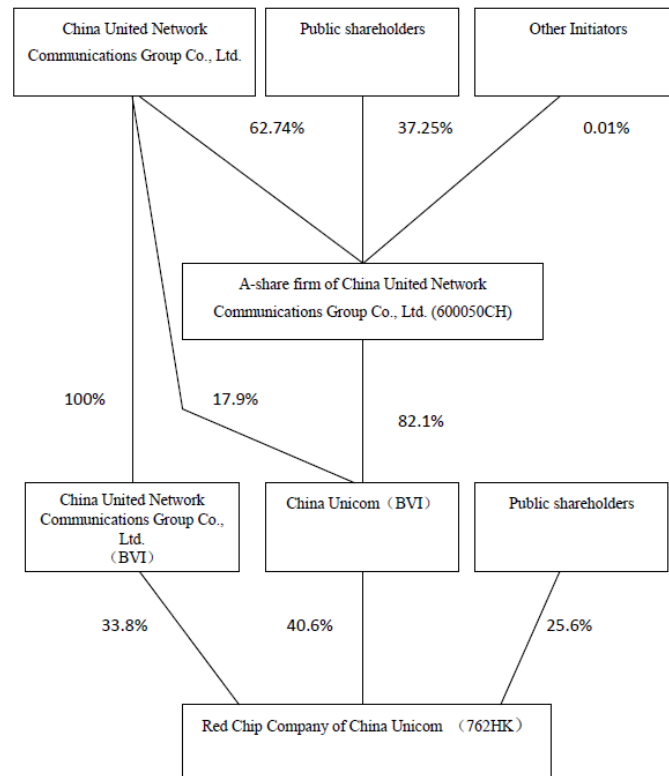 China United Network
Communications Group Co., Ltd.
Public shareholders
Other Initiators
62.74%
37.25%
0.01%
A-share firm of China United Network
Communications Group Co., Ltd. (600050CH)
100%
17.9%
82.1%
China United Network
Communications Group Co.,
Ltd.
（BVI）
China Unicom（BVI）
Public shareholders
33.8%
40.6%
25.6%
Red Chip Company of China Unicom （762HK）